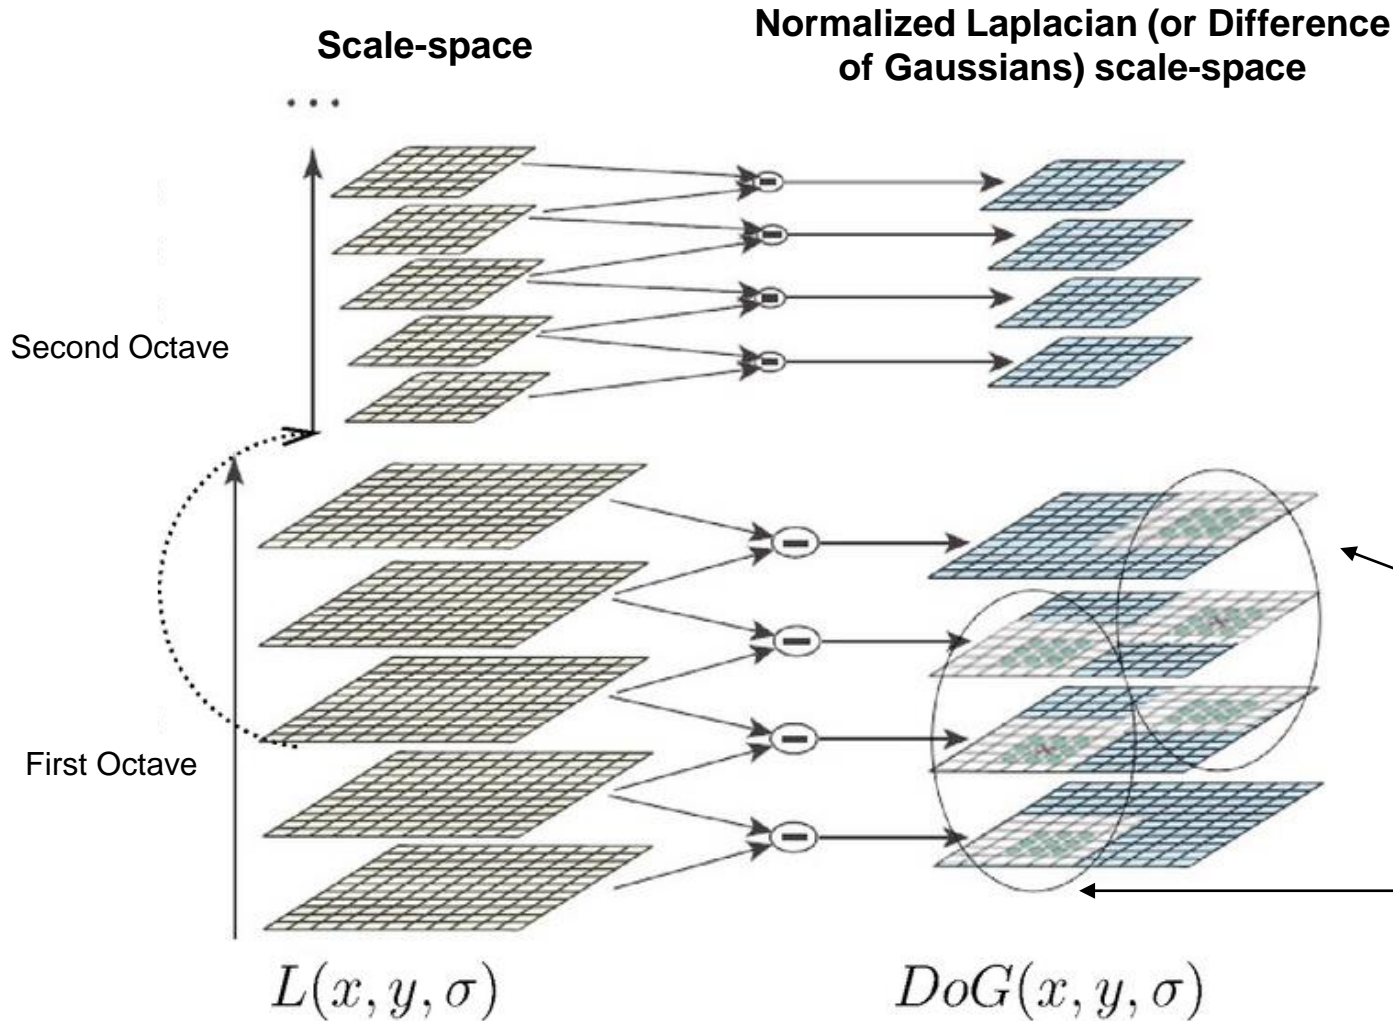 Scale-space
Normalized Laplacian (or Difference
of Gaussians) scale-space
...
Second Octave
First Octave
L(x, y, σ)
DoG(x, y, σ)